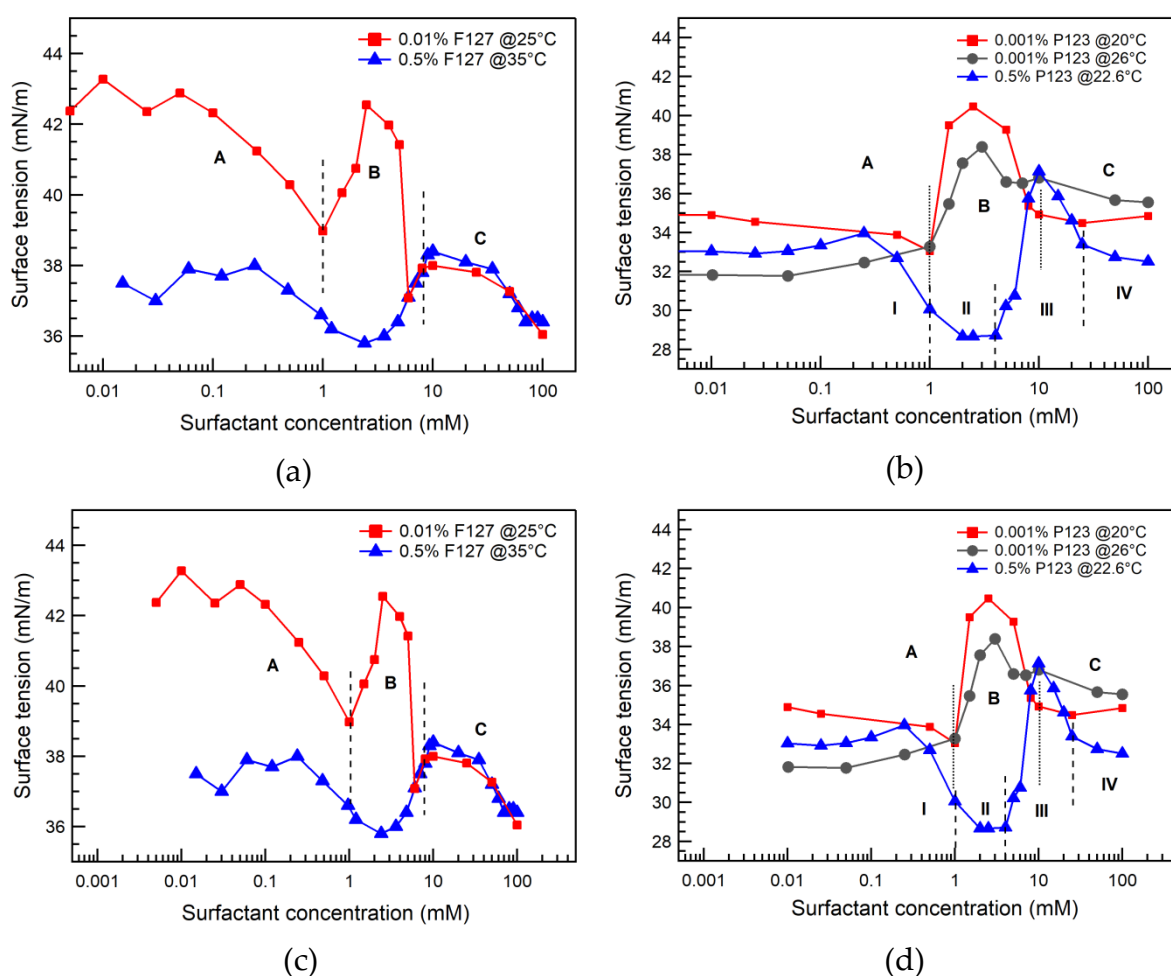 0.01% F127 @25°C
0.5% F127 @35°C
44
42
40
38
36
Surface tension (mN/m)
A
B
C
0.01
0.1
1
10
100
Surfactant concentration (mM)
(a)
0.001% P123 @20°C
0.001% P123 @26°C
0.5% P123 @22.6°C
44
42
40
38
36
34
32
30
28
Surface tension (mN/m)
A
B
C
I
II
III
IV
0.01
0.1
1
10
100
Surfactant concentration (mM)
(b)
0.01% F127 @25°C
0.5% F127 @35°C
44
42
40
38
36
Surface tension (mN/m)
A
B
C
0.001
0.01
0.1
1
10
100
Surfactant concentration (mM)
(c)
0.001% P123 @20°C
0.001% P123 @26°C
0.5% P123 @22.6°C
44
42
40
38
36
34
32
30
28
Surface tension (mN/m)
A
B
C
I
II
III
IV
0.001
0.01
0.1
1
10
100
Surfactant concentration (mM)
(d)